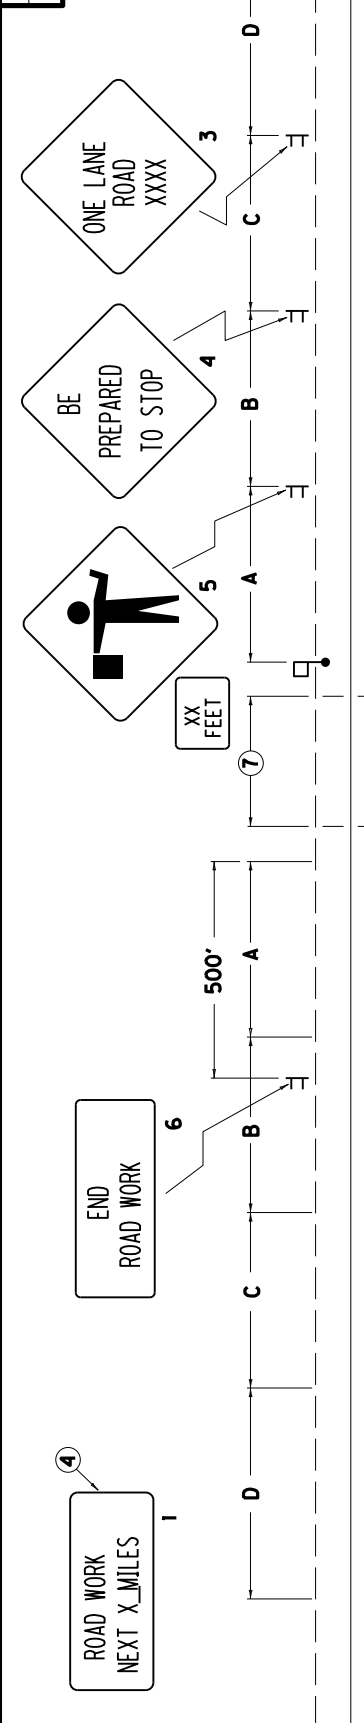 ROAD WORK
NEXT X_MILES
1
4
END
ROAD WORK
6
XX
FEET
5
BE
PREPARED
TO STOP
4
ONE LANE
ROAD
XXXX
3
500'
D
C
B
A
7
A
B
C
D